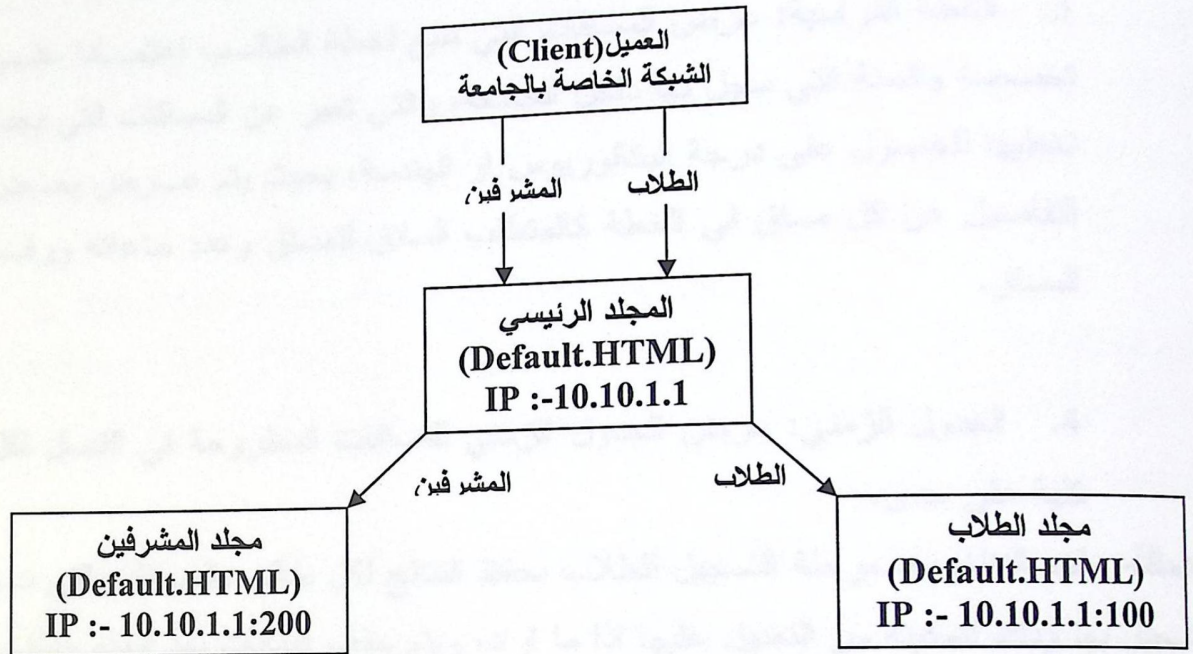 العميل(Client)
الشبكة الخاصة بالجامعة
الطلاب
المشرفين
المجلد الرئيسي
(Default.HTML)
IP :-10.10.1.1
الطلاب
المشرفين
مجلد الطلاب
(Default.HTML)
IP :- 10.10.1.1:100
مجلد المشرفين
(Default.HTML)
IP :- 10.10.1.1:200